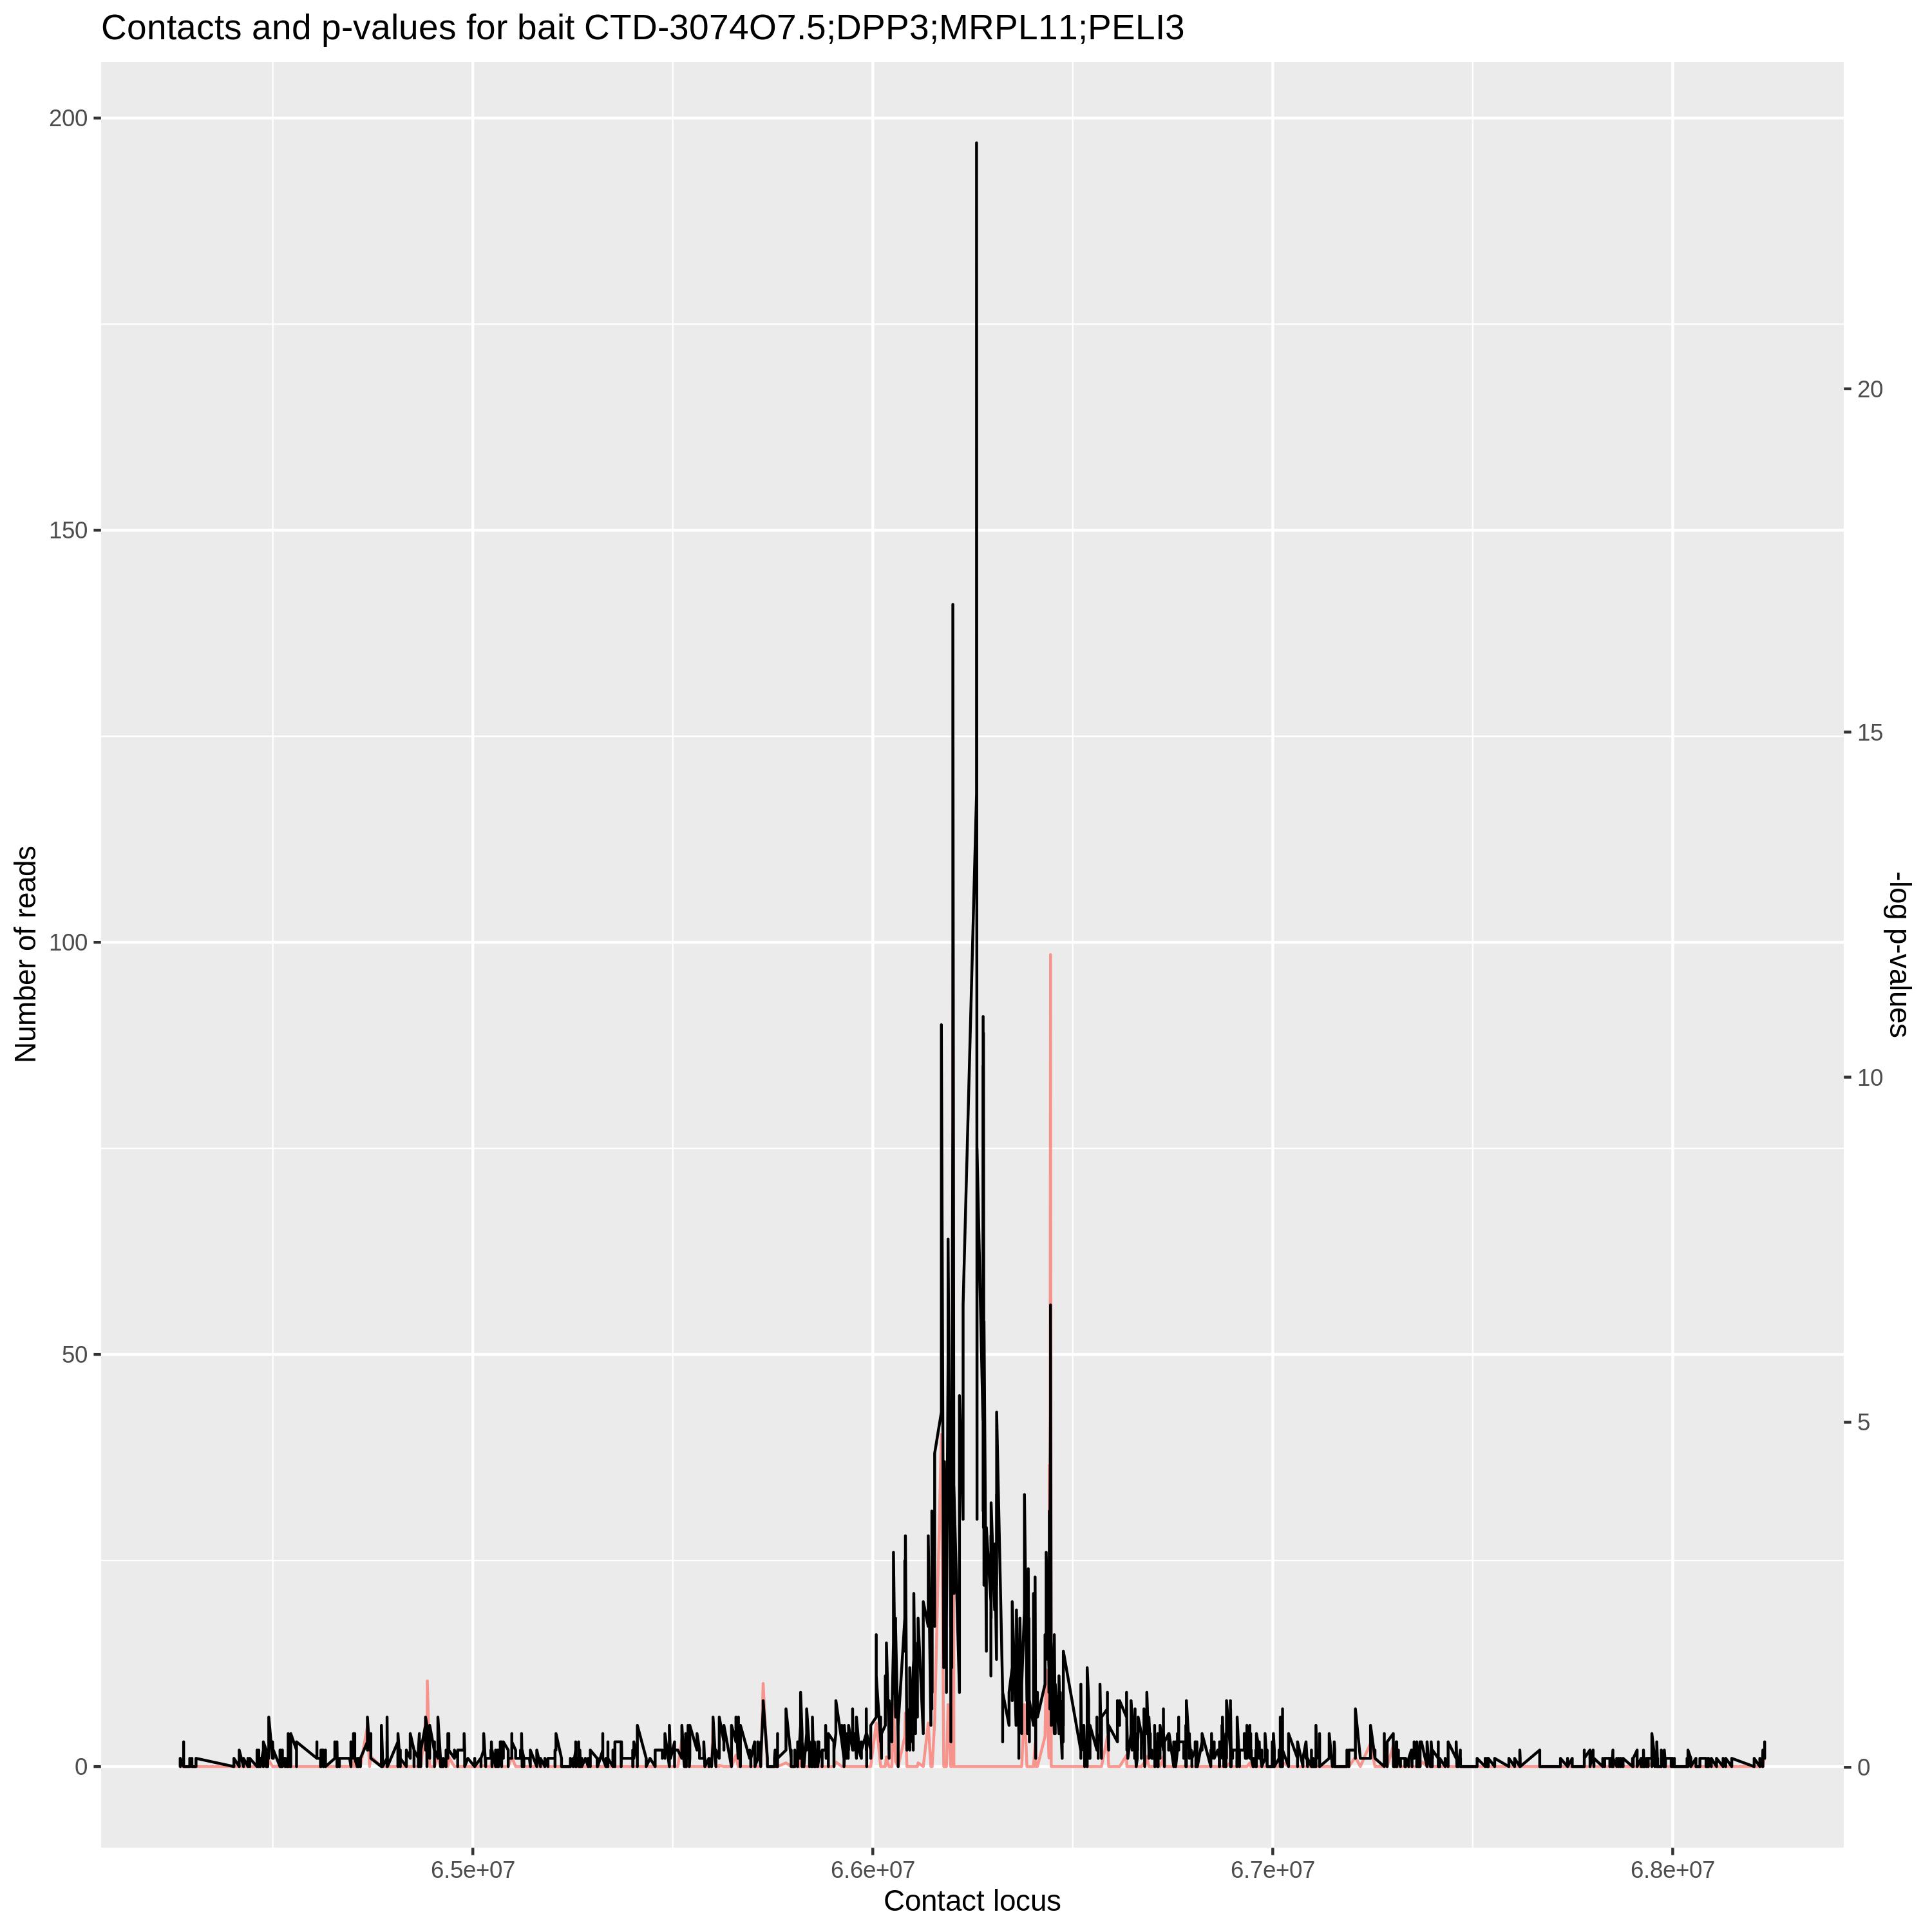 Contacts and p-values for bait CTD-3074O7.5;DPP3;MRPL11;PELI3
200
150
100
50
0
Number of reads
20
15
10
5
0
-log p-values
6.5e+07 6.6e+07 6.7e+07 6.8e+07
Contact locus